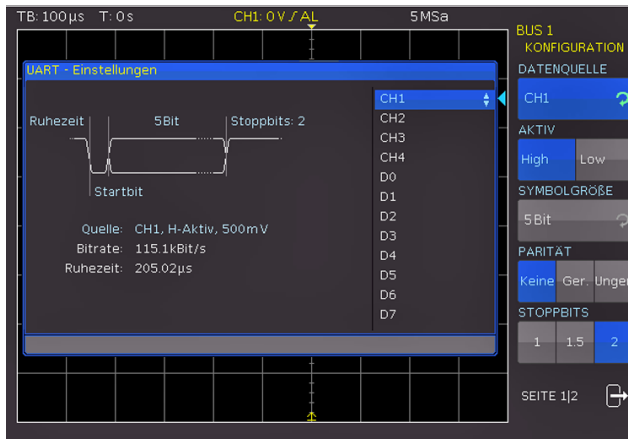 TB:100µs T:0s CH1: 0V AL 5MSa
BUS 1
KONFIGURATION
UART - Einstellungen
Ruhezeit 5Bit Stoppbits: 2
Startbit
Quelle: CH1, H-Aktiv, 500mV
Bitrate: 115.1kBit/s
Ruhezeit: 205.02µs
CH1
CH2
CH3
CH4
D0
D1
D2
D3
D4
D5
D6
D7
DATENQUELLE
CH1
AKTIV
High Low
SYMBOLGRÖßE
5Bit
PARITÄT
Keine Ger. Unger
STOPPBITS
1 1.5 2
SEITE 1|2